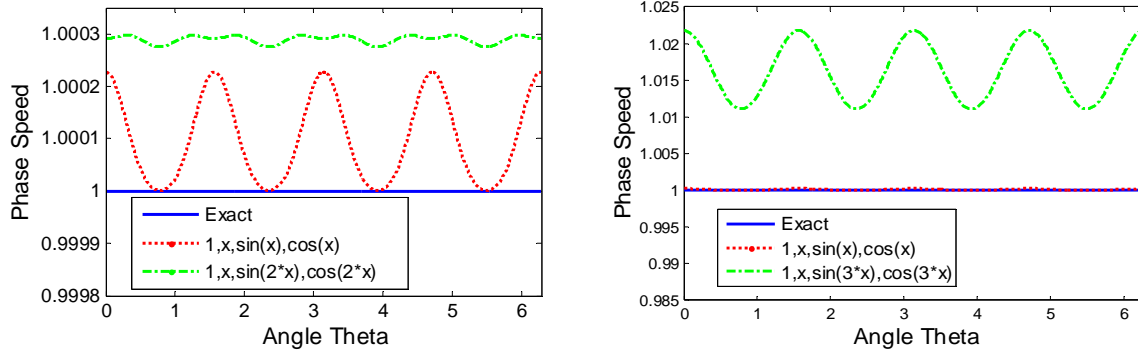 1.0003
1.0002
1.0001
1
0.9999
0.9998
Phase Speed
Exact
1,x,sin(x),cos(x)
1,x,sin(2*x),cos(2*x)
0 1 2 3 4 5 6
Angle Theta
1.025
1.02
1.015
1.01
1.005
1
0.995
0.99
0.985
Phase Speed
Exact
1,x,sin(x),cos(x)
1,x,sin(3*x),cos(3*x)
0 1 2 3 4 5 6
Angle Theta